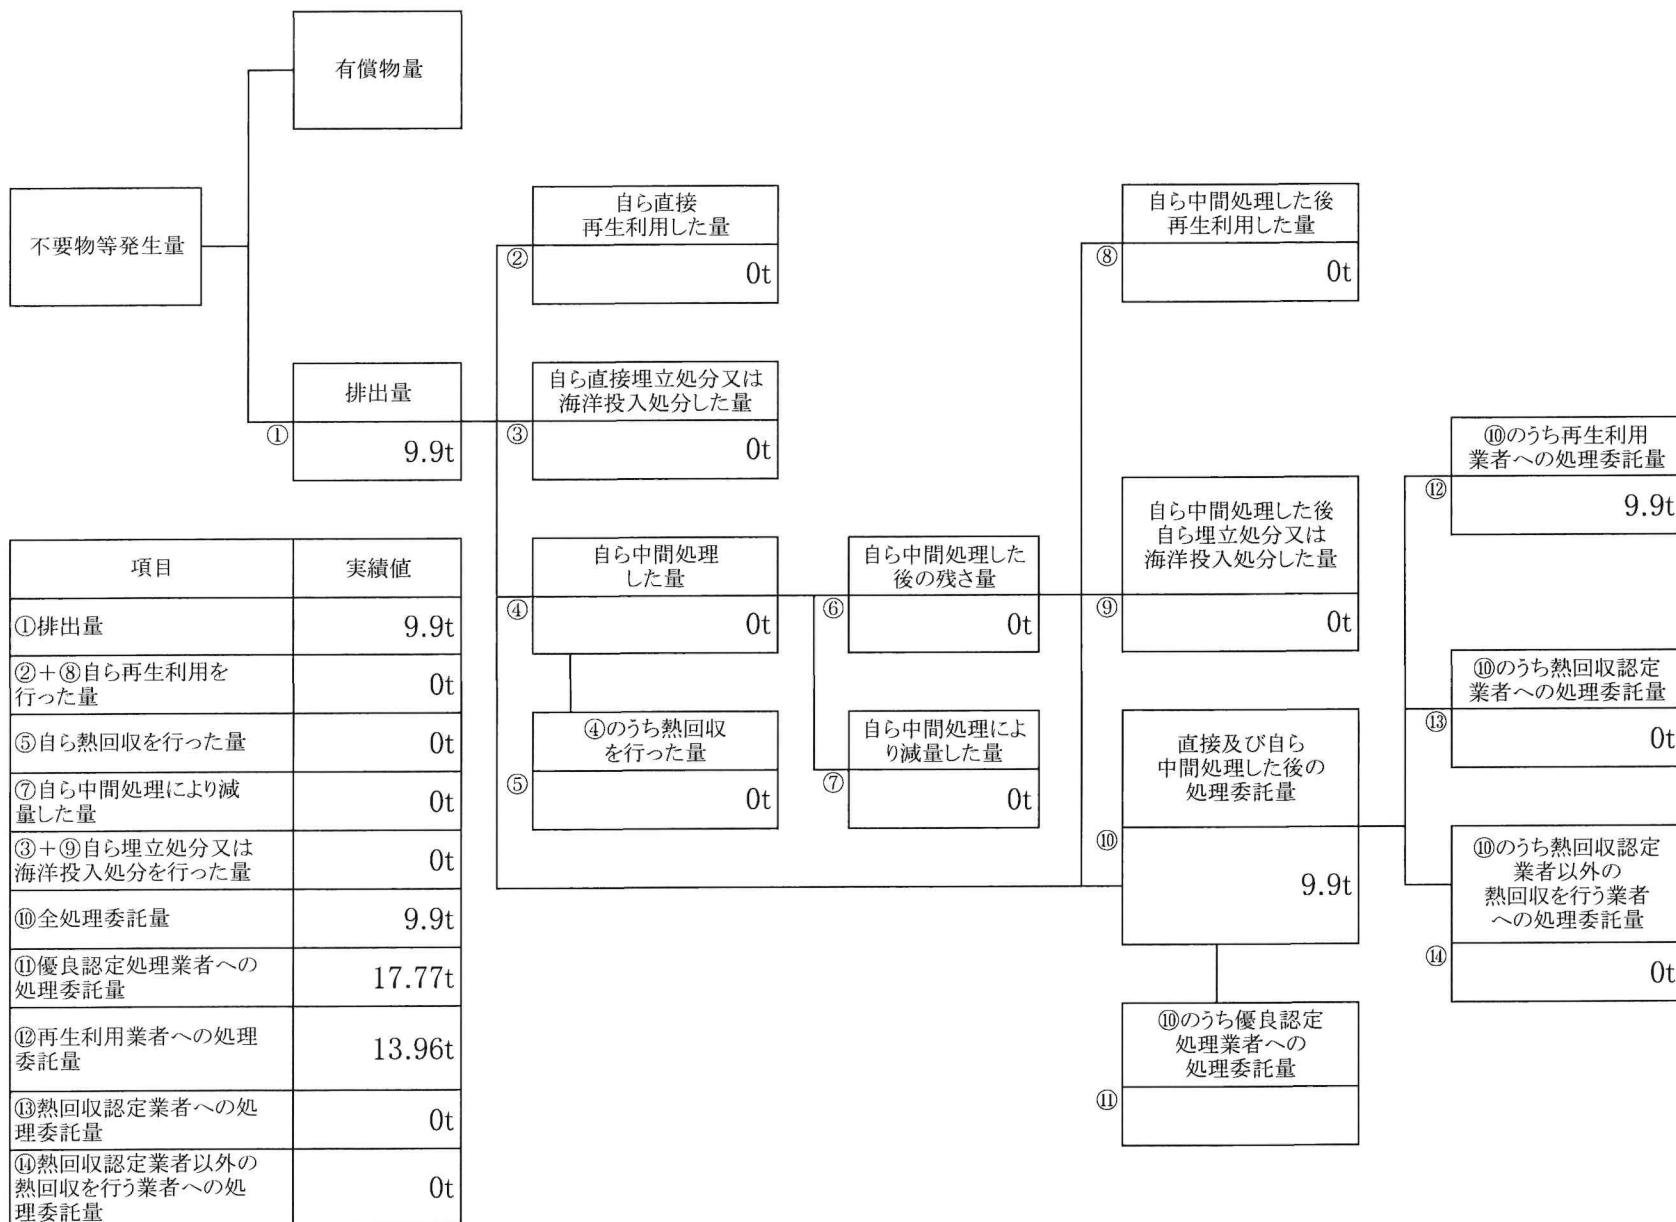 有償物量
不要物等発生量
排出量
①
9.9t
自ら直接
再生利用した量
②
0t
自ら直接埋立処分又は
海洋投入処分した量
③
0t
自ら中間処理
した量
④
0t
④のうち熱回収
を行った量
⑤
0t
自ら中間処理した
後の残さ量
⑥
0t
自ら中間処理によ
り減量した量
⑦
0t
自ら中間処理した後
再生利用した量
⑧
0t
自ら中間処理した後
自ら埋立処分又は
海洋投入処分した量
⑨
0t
直接及び自ら
中間処理した後の
処理委託量
⑩
9.9t
⑩のうち優良認定
処理業者への
処理委託量
⑪
⑩のうち再生利用
業者への処理委託量
⑫
9.9t
⑩のうち熱回収認定
業者への処理委託量
⑬
0t
⑩のうち熱回収認定
業者以外の
熱回収を行う業者
への処理委託量
⑭
0t
項目 実績値
①排出量 9.9t
②+⑧自ら再生利用を
行った量 0t
⑤自ら熱回収を行った量 0t
⑦自ら中間処理により減
量した量 0t
③+⑨自ら埋立処分又は
海洋投入処分を行った量 0t
⑩全処理委託量 9.9t
⑪優良認定処理業者への
処理委託量 17.77t
⑫再生利用業者への処理
委託量 13.96t
⑬熱回収認定業者への処
理委託量 0t
⑭熱回収認定業者以外の
熱回収を行う業者への処
理委託量 0t